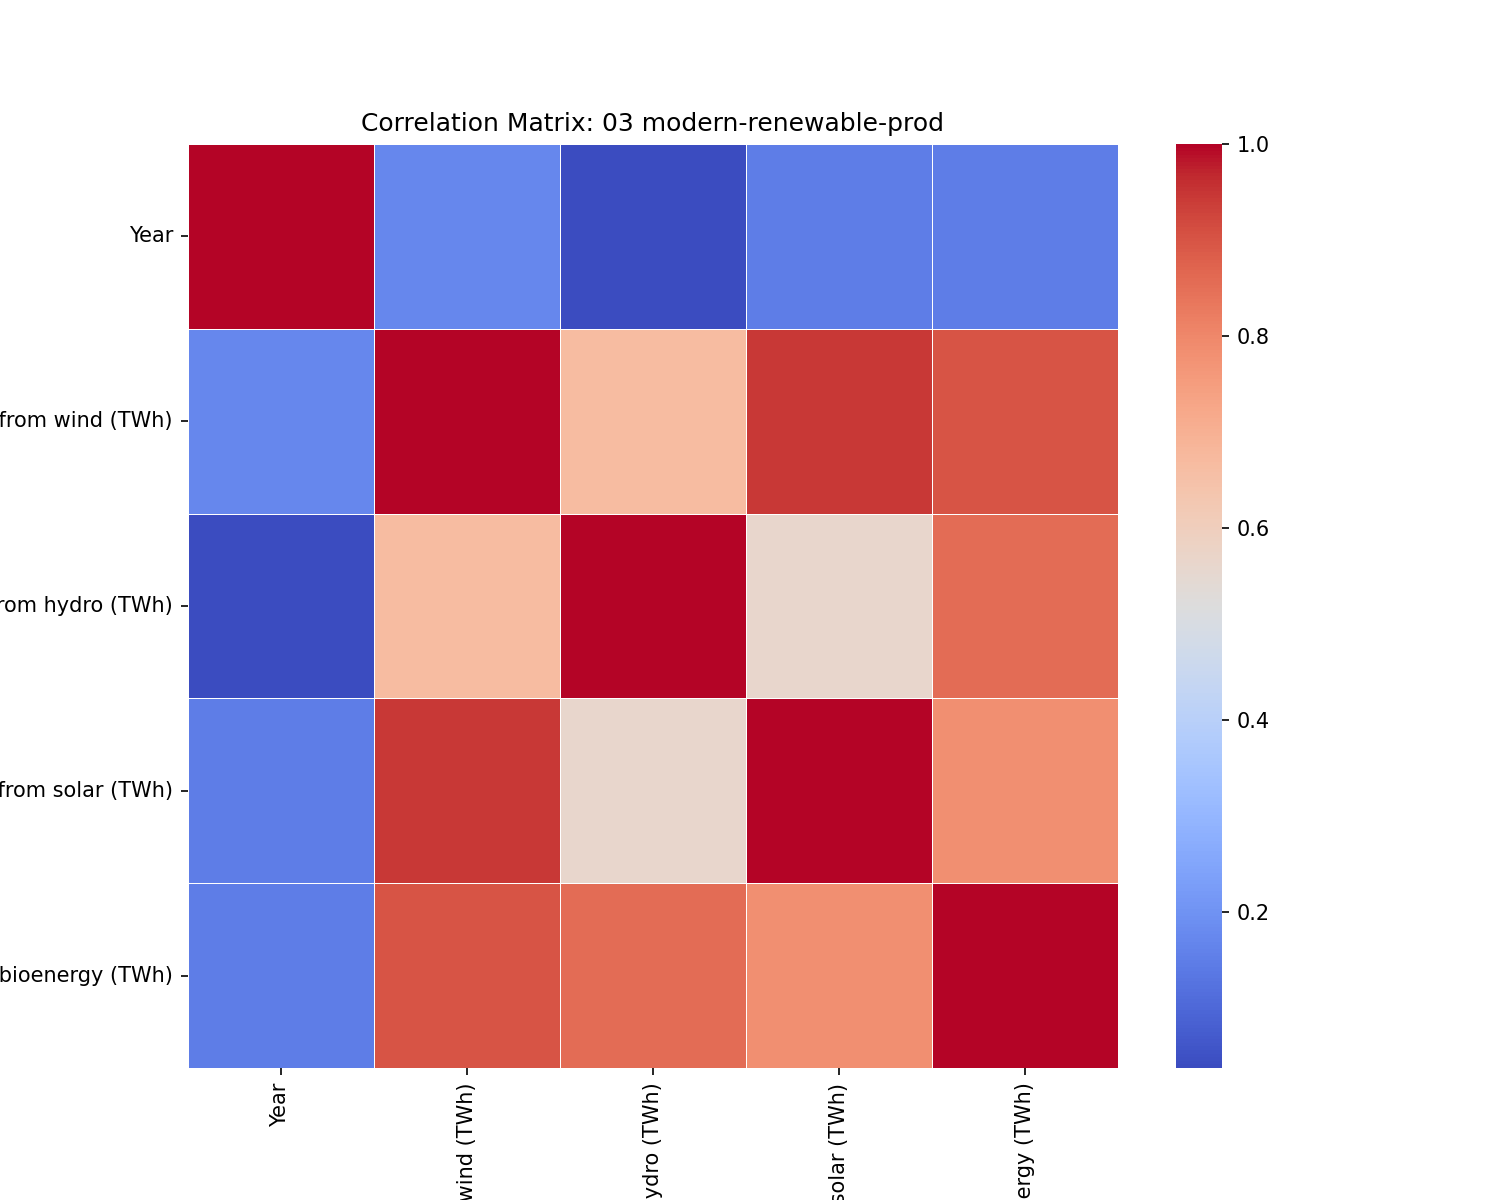 Correlation Matrix: 03 modern-renewable-prod
1.0
Year
0.8
from wind (TWh)
0.6
rom hydro (TWh)
0.4
from solar (TWh)
0.2
bioenergy (TWh)
Year
wind (TWh)
ydro (TWh)
solar (TWh)
ergy (TWh)